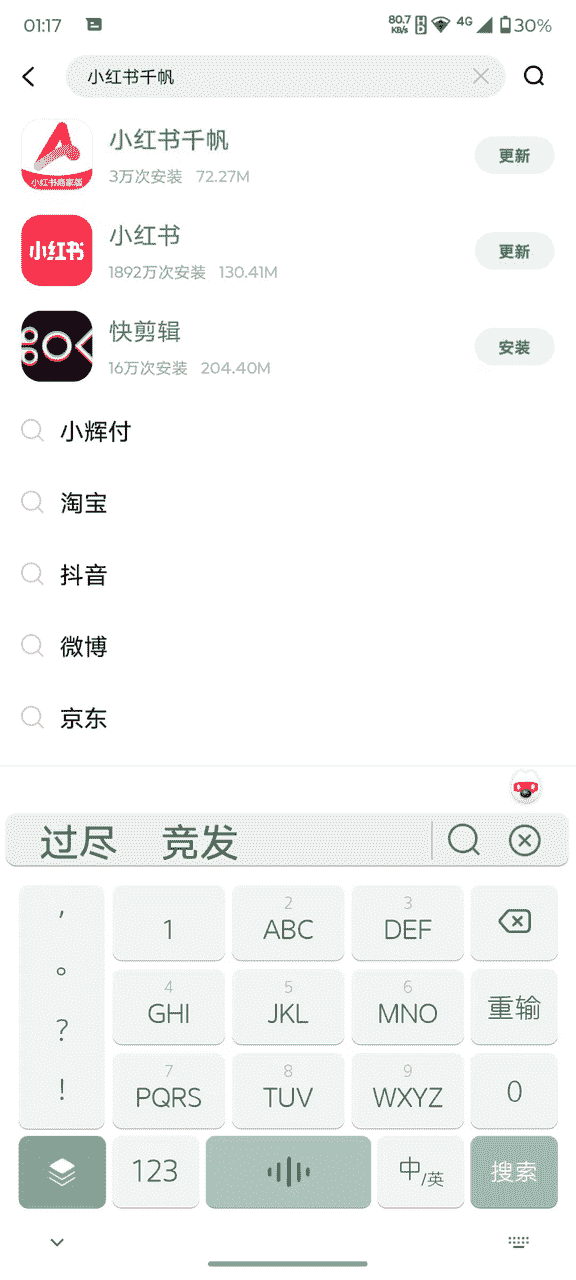 01:17 80.7 KB/s HD 4G 30%
小红书千帆
小红书千帆
3万次安装 72.27M
更新
小红书商家版
小红书
小红书
1892万次安装 130.41M
更新
快剪辑
16万次安装 204.40M
安装
小辉付
淘宝
抖音
微博
京东
过尽 竞发
, 1 2 ABC 3 DEF
。 4 GHI 5 JKL 6 MNO 重输
?
! 7 PQRS 8 TUV 9 WXYZ 0
123 中/英 搜索